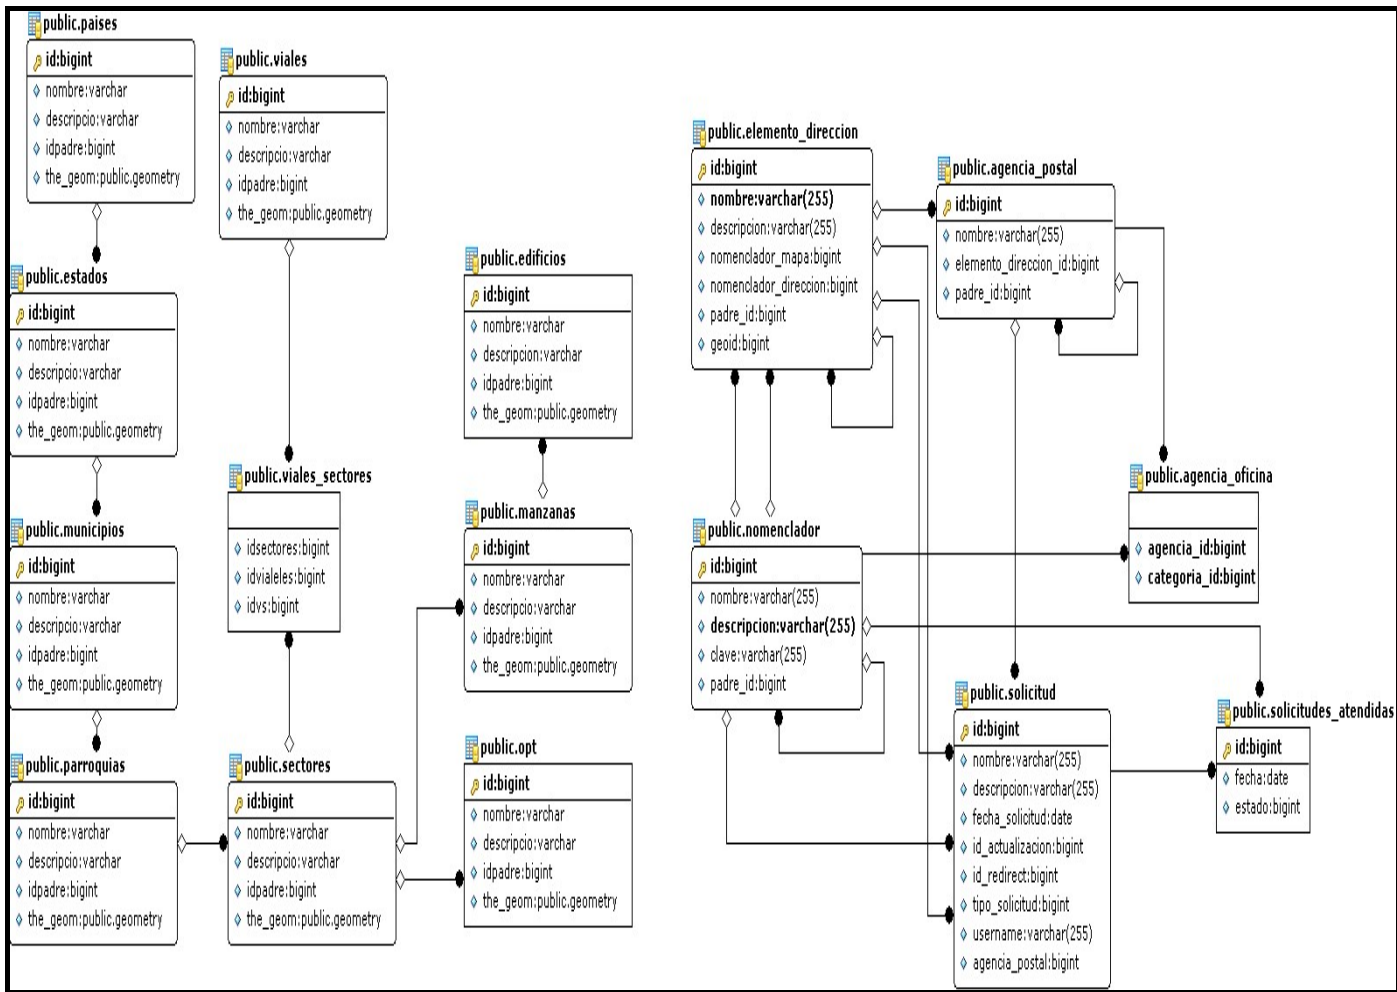 public.paises
id:bigint
nombre:varchar
descripcio:varchar
idpadre:bigint
the_geom:public.geometry
public.estados
id:bigint
nombre:varchar
descripcio:varchar
idpadre:bigint
the_geom:public.geometry
public.municipios
id:bigint
nombre:varchar
descripcio:varchar
idpadre:bigint
the_geom:public.geometry
public.parroquias
id:bigint
nombre:varchar
descripcio:varchar
idpadre:bigint
the_geom:public.geometry
public.viales
id:bigint
nombre:varchar
descripcio:varchar
idpadre:bigint
the_geom:public.geometry
public.viales_sectores
idsectores:bigint
idvialeles:bigint
idvs:bigint
public.sectores
id:bigint
nombre:varchar
descripcio:varchar
idpadre:bigint
the_geom:public.geometry
public.edificios
id:bigint
nombre:varchar
descripcion:varchar
idpadre:bigint
the_geom:public.geometry
public.manzanas
id:bigint
nombre:varchar
descripcio:varchar
idpadre:bigint
the_geom:public.geometry
public.opt
id:bigint
nombre:varchar
descripcio:varchar
idpadre:bigint
the_geom:public.geometry
public.elemento_direccion
id:bigint
nombre:varchar(255)
descripcion:varchar(255)
nomenclador_mapa:bigint
nomenclador_direccion:bigint
padre_id:bigint
geoid:bigint
public.nomenclador
id:bigint
nombre:varchar(255)
descripcion:varchar(255)
clave:varchar(255)
padre_id:bigint
public.agencia_postal
id:bigint
nombre:varchar(255)
elemento_direccion_id:bigint
padre_id:bigint
public.agencia_oficina
agencia_id:bigint
categoria_id:bigint
public.solicitud
id:bigint
nombre:varchar(255)
descripcion:varchar(255)
fecha_solicitud:date
id_actualizacion:bigint
id_redirect:bigint
tipo_solicitud:bigint
username:varchar(255)
agencia_postal:bigint
public.solicitudes_atendidas
id:bigint
fecha:date
estado:bigint